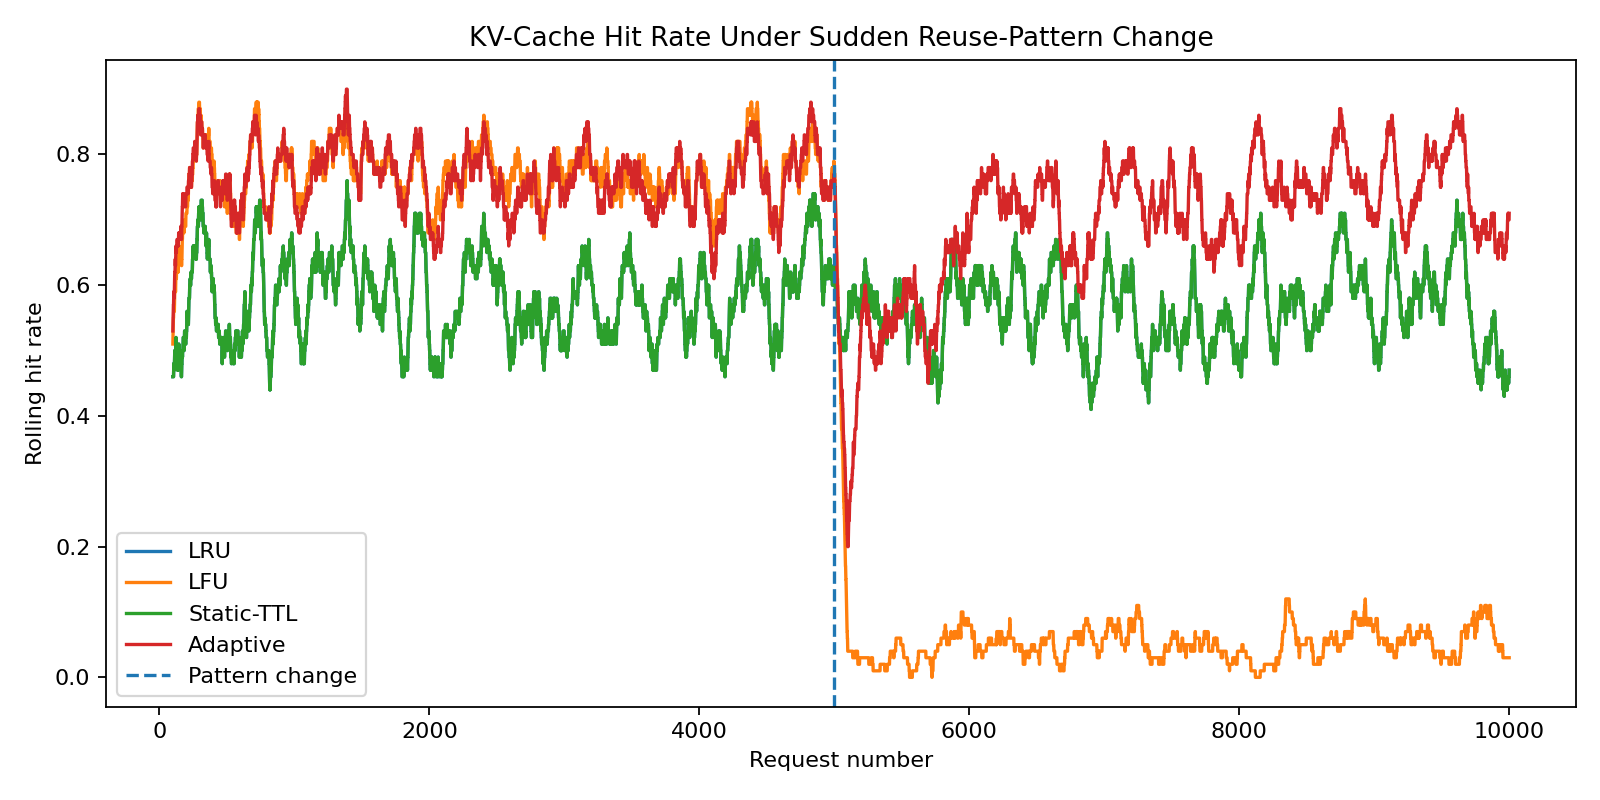 KV-Cache Hit Rate Under Sudden Reuse-Pattern Change
Rolling hit rate
0.8
0.6
0.4
0.2
0.0
LRU
LFU
Static-TTL
Adaptive
Pattern change
0 2000 4000 6000 8000 10000
Request number